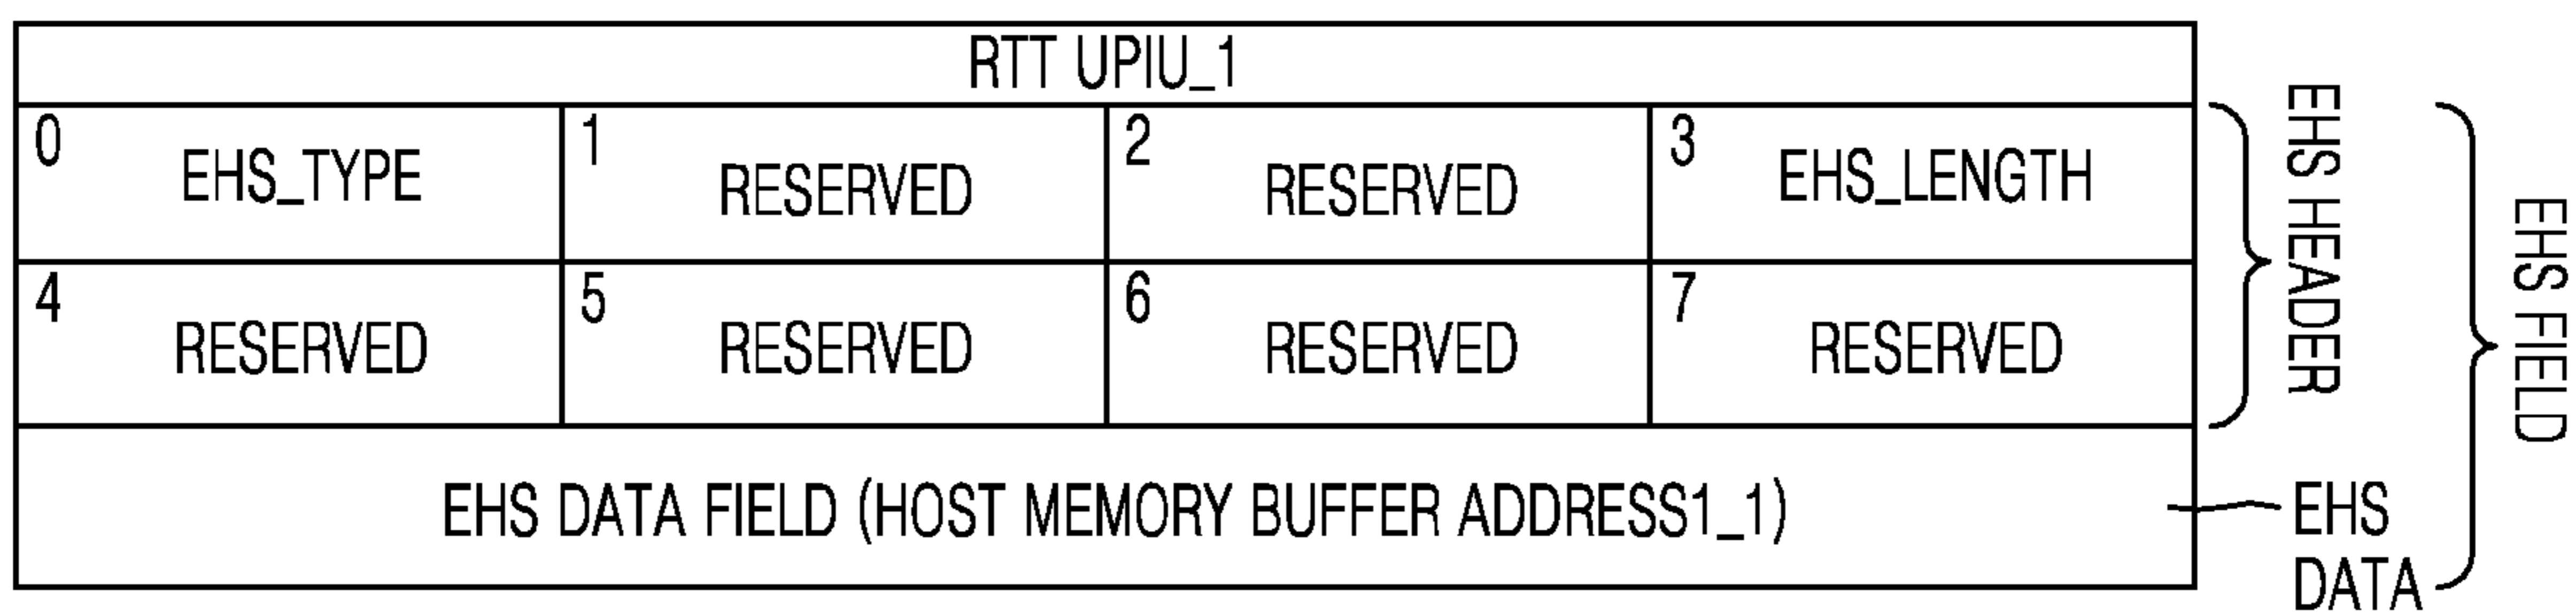 RTT UPIU_1
0 EHS_TYPE 1 RESERVED 2 RESERVED 3 EHS_LENGTH
4 RESERVED 5 RESERVED 6 RESERVED 7 RESERVED
EHS DATA FIELD (HOST MEMORY BUFFER ADDRESS1_1)
EHS HEADER
EHS DATA
EHS FIELD